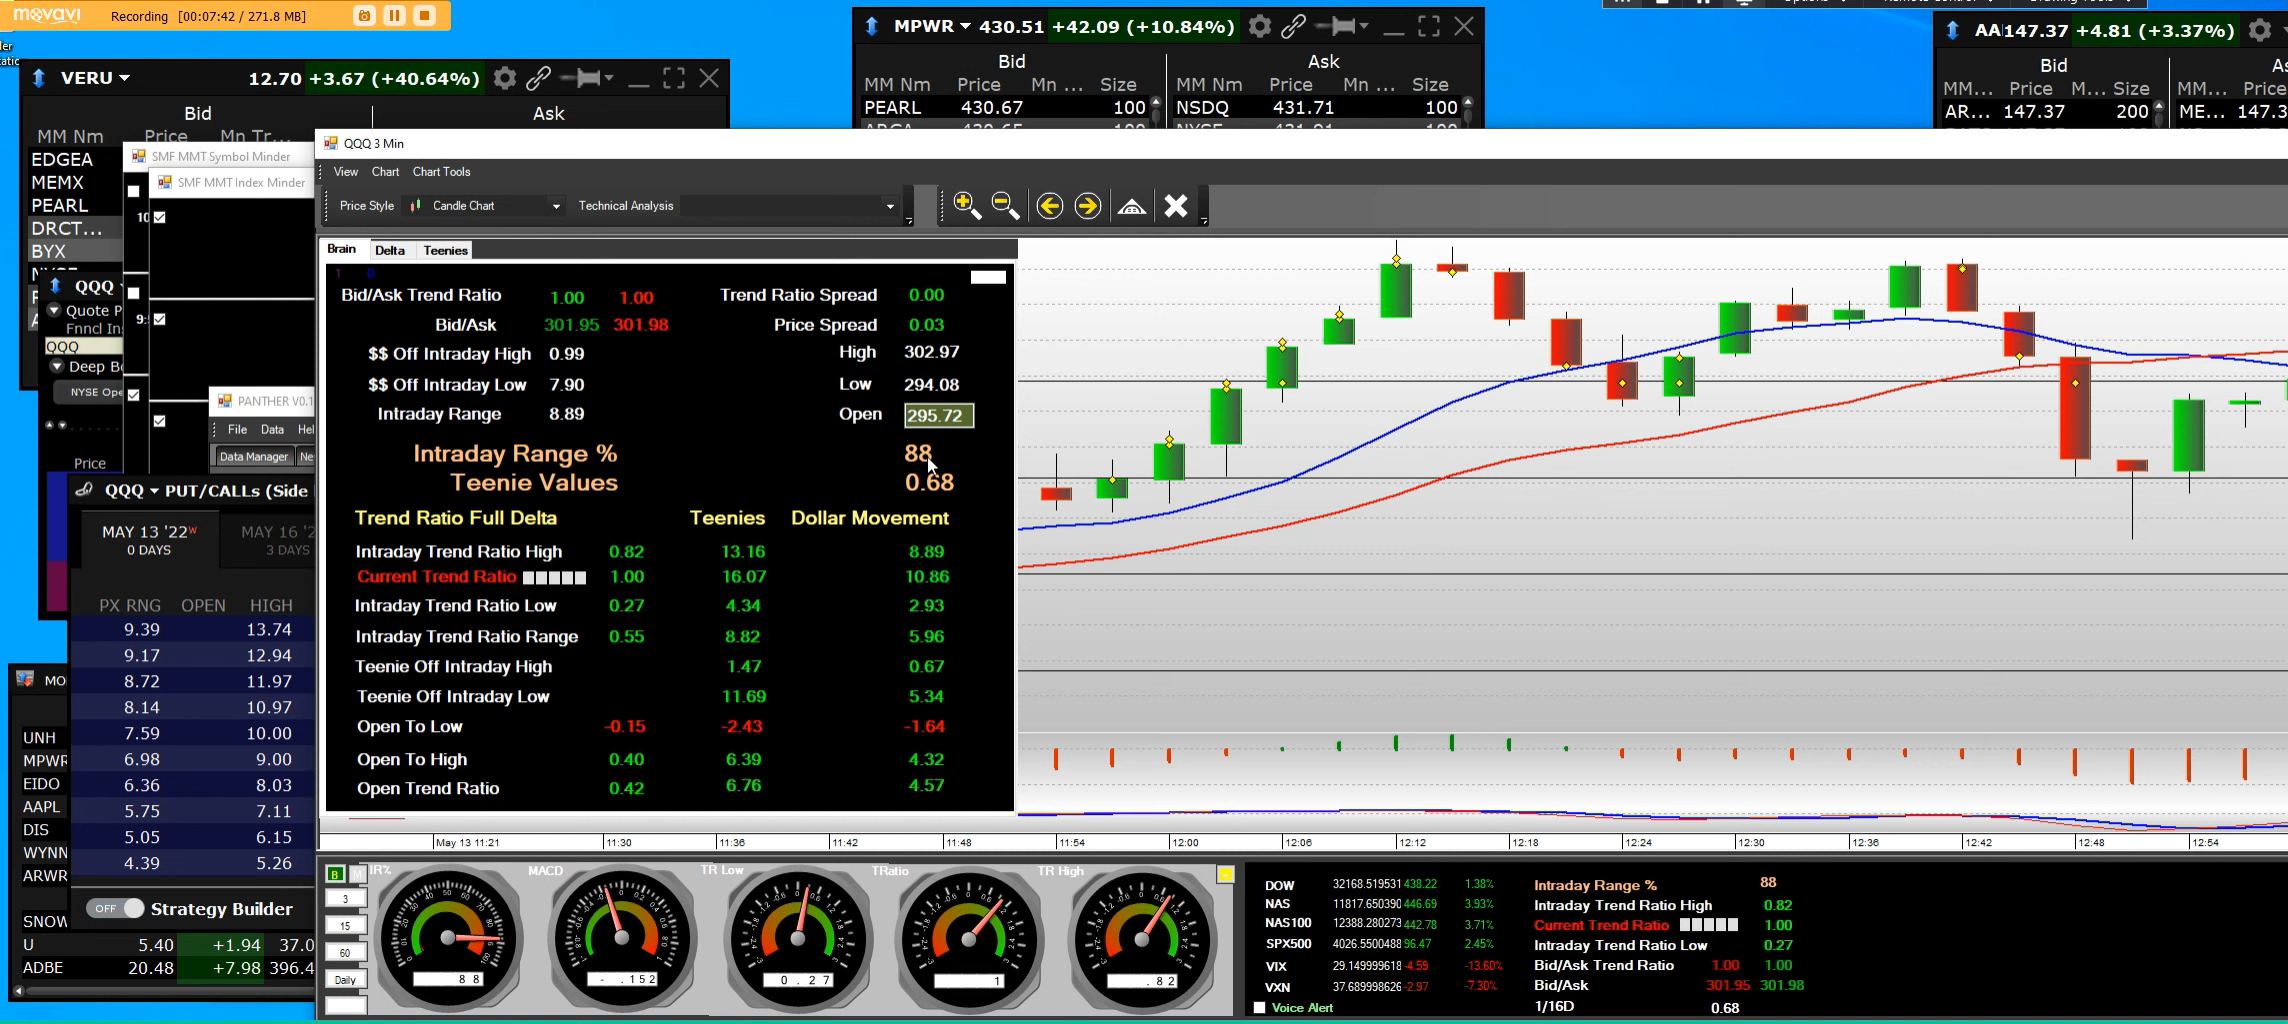 movavi Recording [00:07:42 / 271.8 MB]
VERU 12.70 +3.67 (+40.64%)
Bid Ask
MM Nm Price Mn Tr...
EDGEA
MEMX
PEARL
DRCT...
BYX
MPWR 430.51 +42.09 (+10.84%)
Bid Ask
MM Nm Price Mn ... Size MM Nm Price Mn ... Size
PEARL 430.67 100 NSDQ 431.71 100
147.37 +4.81 (+3.37%)
Bid
MM... Price M... Size MM... Price
AR... 147.37 200 ME... 147.3
SMF MMT Symbol Minder
SMF MMT Index Minder
QQQ
Quote P
Fnncl In
QQQ
Deep B
NYSE Ope
Price
PANTHER V0.1
File Data Hel
Data Manager Ne
QQQ PUT/CALLs (Side
MAY 13 '22W MAY 16 '2
0 DAYS 3 DAYS
PX RNG OPEN HIGH
9.39 13.74
9.17 12.94
8.72 11.97
8.14 10.97
7.59 10.00
6.98 9.00
6.36 8.03
5.75 7.11
5.05 6.15
4.39 5.26
OFF Strategy Builder
MO
UNH
MPWR
EIDO
AAPL
DIS
WYNN
ARWR
SNOW
U 5.40 +1.94 37.0
ADBE 20.48 +7.98 396.4
QQQ 3 Min
View Chart Chart Tools
Price Style Candle Chart Technical Analysis
Brain Delta Teenies
1 0
Bid/Ask Trend Ratio 1.00 1.00 Trend Ratio Spread 0.00
Bid/Ask 301.95 301.98 Price Spread 0.03
$$ Off Intraday High 0.99 High 302.97
$$ Off Intraday Low 7.90 Low 294.08
Intraday Range 8.89 Open 295.72
Intraday Range % 88
Teenie Values 0.68
Trend Ratio Full Delta Teenies Dollar Movement
Intraday Trend Ratio High 0.82 13.16 8.89
Current Trend Ratio 1.00 16.07 10.86
Intraday Trend Ratio Low 0.27 4.34 2.93
Intraday Trend Ratio Range 0.55 8.82 5.96
Teenie Off Intraday High 1.47 0.67
Teenie Off Intraday Low 11.69 5.34
Open To Low -0.15 -2.43 -1.64
Open To High 0.40 6.39 4.32
Open Trend Ratio 0.42 6.76 4.57
May 13 11:21 11:30 11:36 11:42 11:48 11:54 12:00 12:06 12:12 12:18 12:24 12:30 12:36 12:42 12:48 12:54
B M IR% MACD TR Low TRatio TR High
3
15
60
Daily
88 -.152 0.27 1 .82
DOW 32168.519531 438.22 1.38%
NAS 11817.650390 446.69 3.93%
NAS100 12388.280273 442.78 3.71%
SPX500 4026.5500488 96.47 2.45%
VIX 29.149999618 -4.59 -13.60%
VXN 37.689998626 -2.97 -7.30%
Voice Alert
Intraday Range % 88
Intraday Trend Ratio High 0.82
Current Trend Ratio 1.00
Intraday Trend Ratio Low 0.27
Bid/Ask Trend Ratio 1.00 1.00
Bid/Ask 301.95 301.98
1/16D 0.68